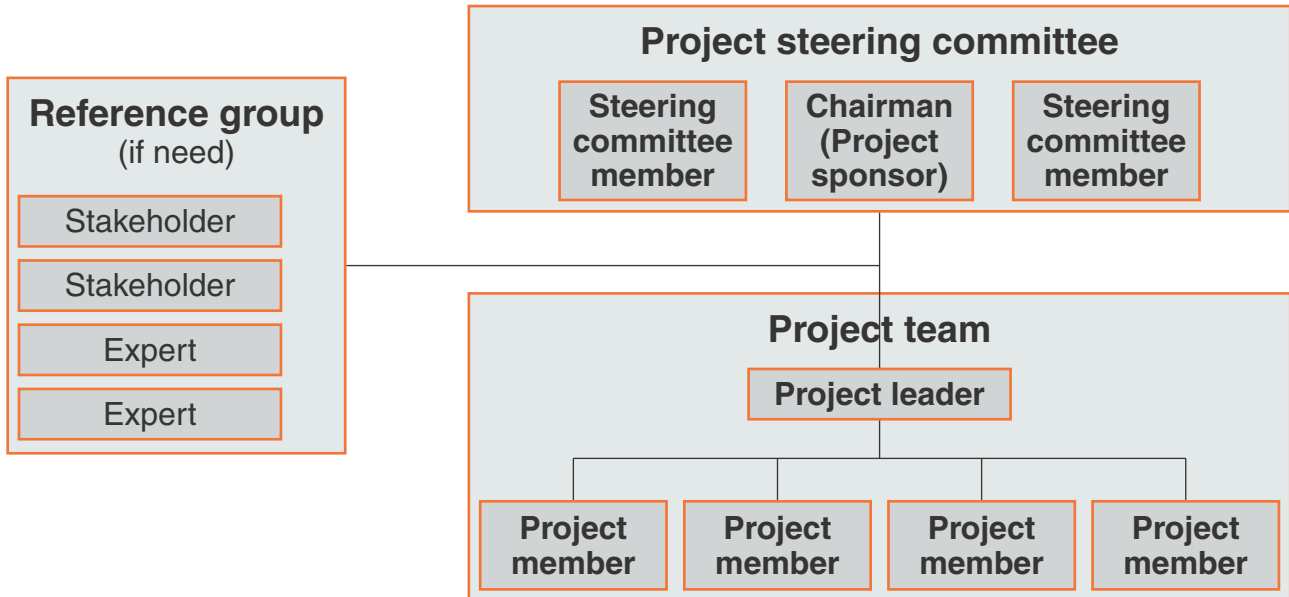 Project steering committee
Steering
committee
member
Chairman
(Project
sponsor)
Steering
committee
member
Reference group
(if need)
Stakeholder
Stakeholder
Expert
Expert
Project team
Project leader
Project
member
Project
member
Project
member
Project
member